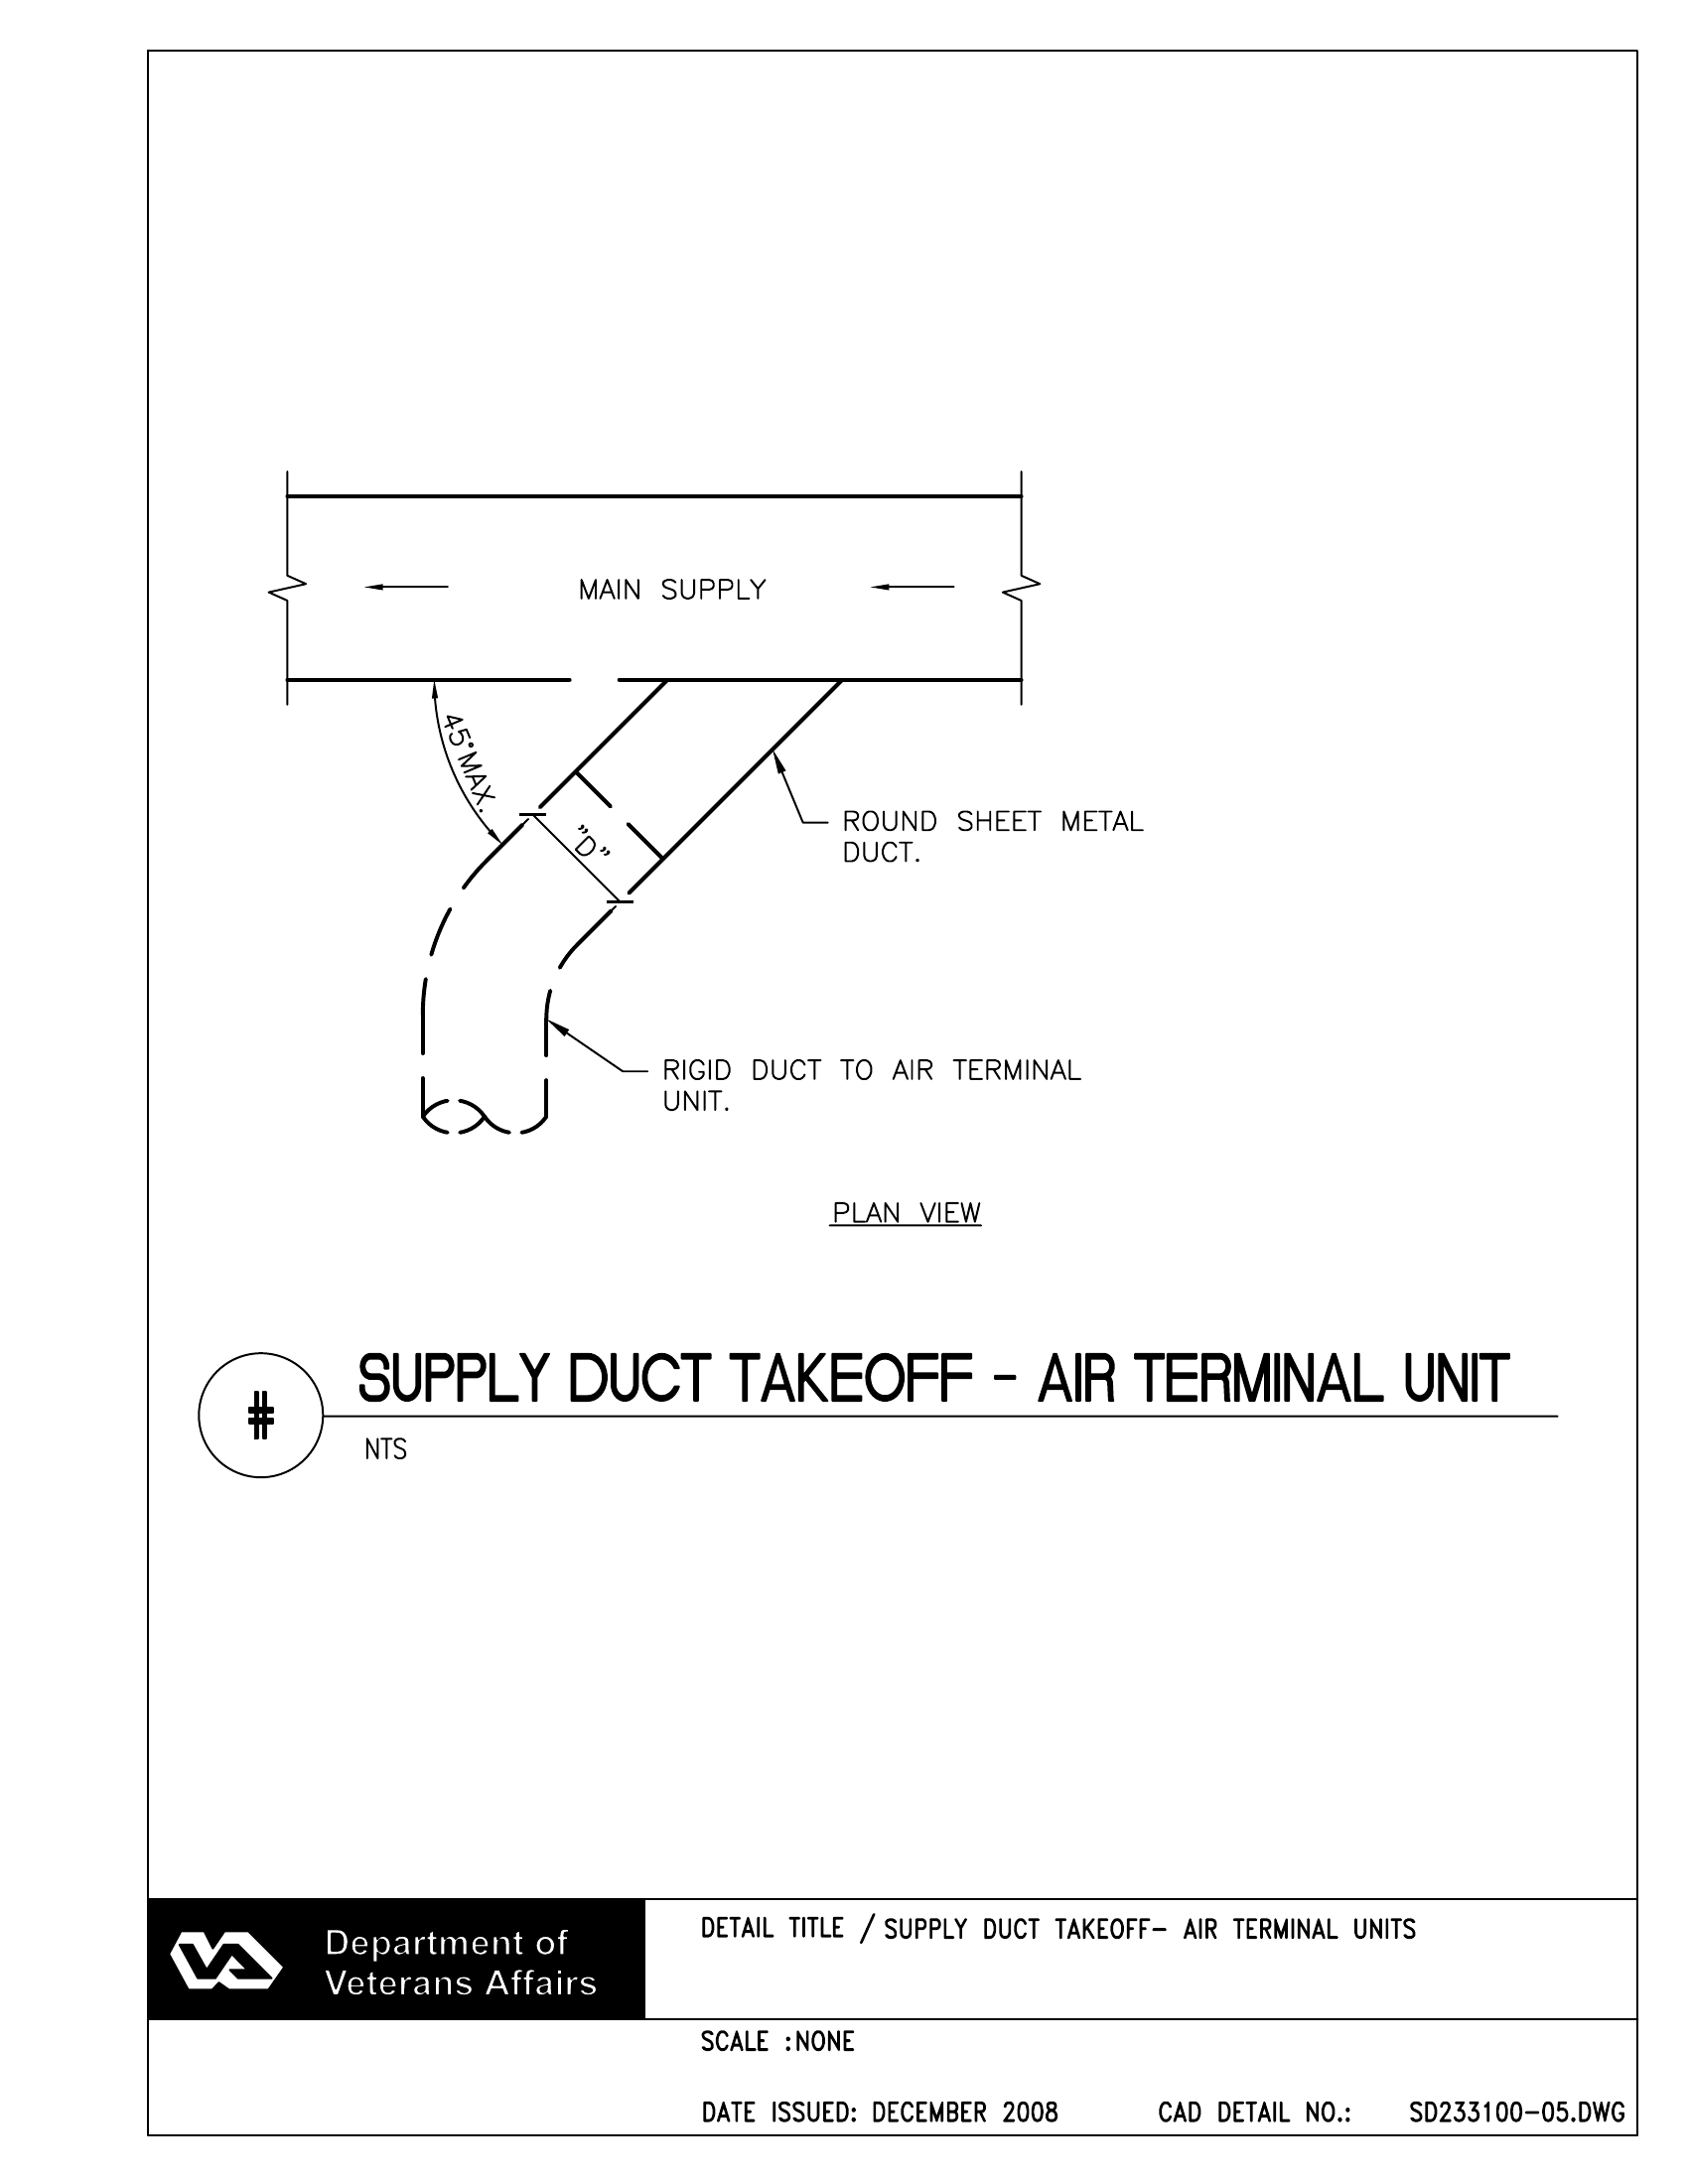 MAIN SUPPLY
45°MAX.
"D"
ROUND SHEET METAL
DUCT.
RIGID DUCT TO AIR TERMINAL
UNIT.
PLAN VIEW
#
SUPPLY DUCT TAKEOFF - AIR TERMINAL UNIT
NTS
Department of
Veterans Affairs
DETAIL TITLE / SUPPLY DUCT TAKEOFF- AIR TERMINAL UNITS
SCALE :NONE
DATE ISSUED: DECEMBER 2008 CAD DETAIL NO.: SD233100-05.DWG